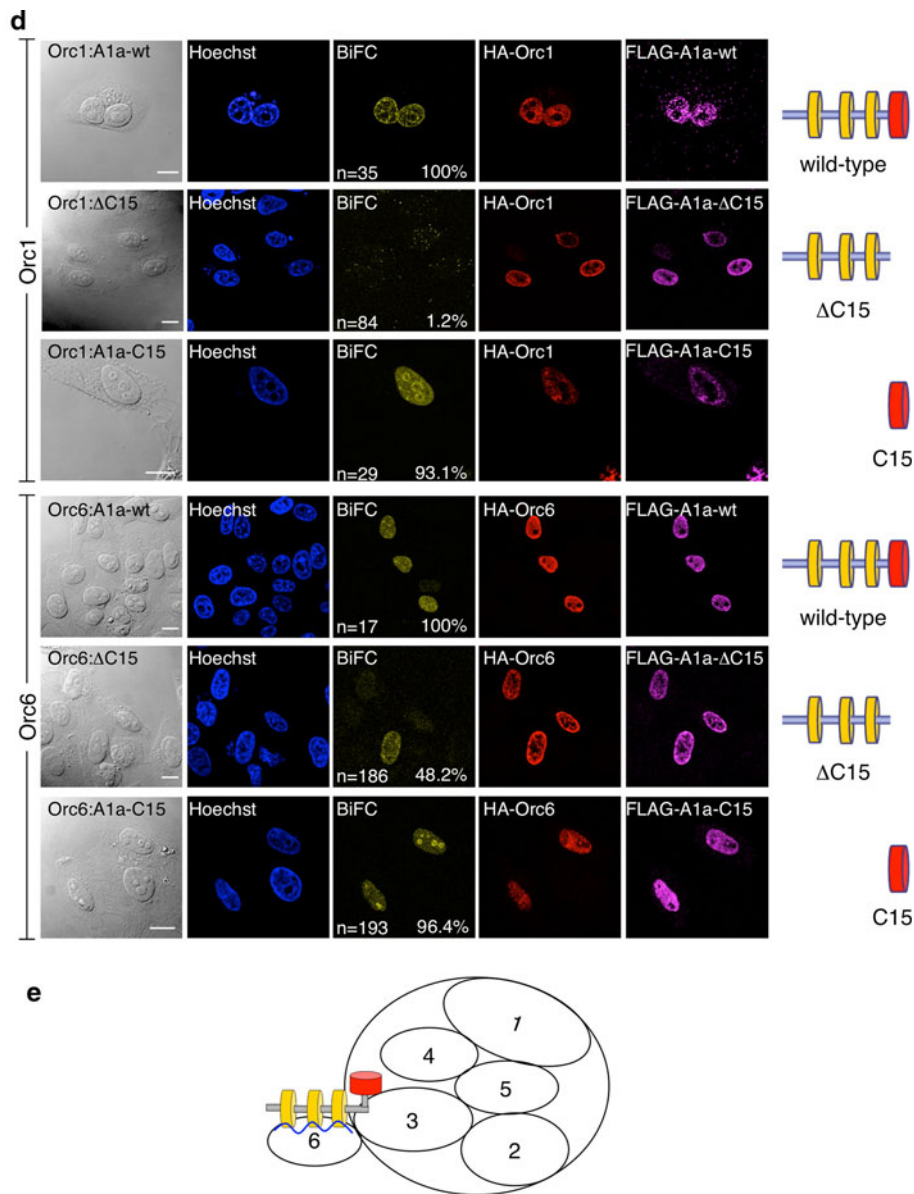 d
Orc1
Orc1:A1a-wt Hoechst BiFC HA-Orc1 FLAG-A1a-wt
n=35 100%
wild-type
Orc1:ΔC15 Hoechst BiFC HA-Orc1 FLAG-A1a-ΔC15
n=84 1.2%
ΔC15
Orc1:A1a-C15 Hoechst BiFC HA-Orc1 FLAG-A1a-C15
n=29 93.1%
C15
Orc6
Orc6:A1a-wt Hoechst BiFC HA-Orc6 FLAG-A1a-wt
n=17 100%
wild-type
Orc6:ΔC15 Hoechst BiFC HA-Orc6 FLAG-A1a-ΔC15
n=186 48.2%
ΔC15
Orc6:A1a-C15 Hoechst BiFC HA-Orc6 FLAG-A1a-C15
n=193 96.4%
C15
e
1
4
5
3
6
2